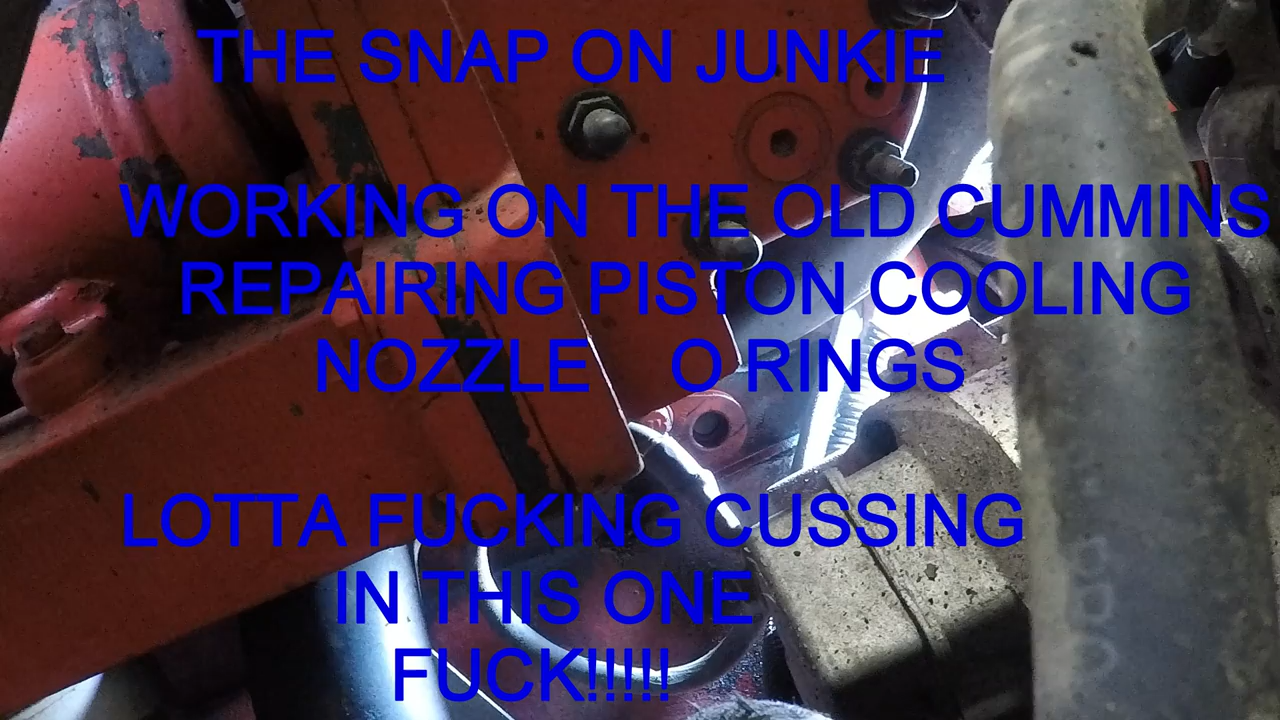 THE SNAP ON JUNKIE
WORKING ON THE OLD CUMMINS
REPAIRING PISTON COOLING
NOZZLE O RINGS
LOTTA FUCKING CUSSING
IN THIS ONE
FUCK!!!!!